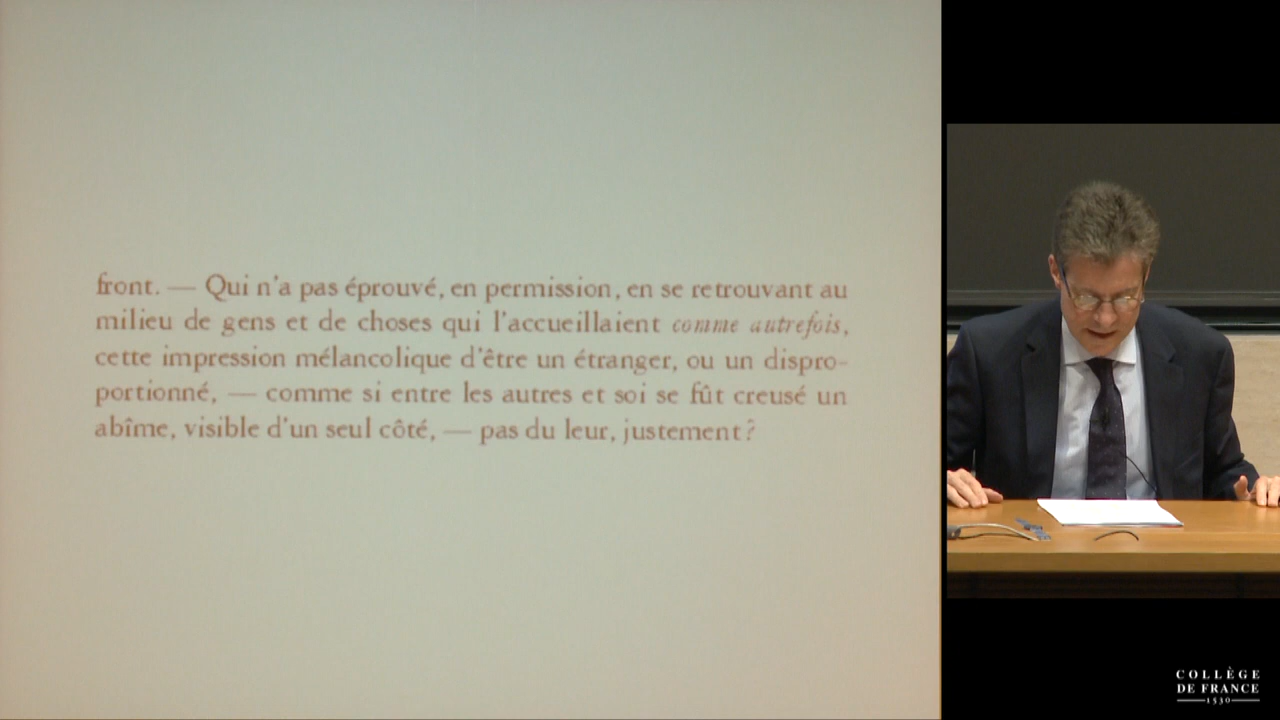 front. — Qui n'a pas éprouvé, en permission, en se retrouvant au
milieu de gens et de choses qui l'accueillaient comme autrefois,
cette impression mélancolique d'être un étranger, ou un dispro-
portionné, — comme si entre les autres et soi se fût creusé un
abîme, visible d'un seul côté, — pas du leur, justement?
COLLÈGE
DE FRANCE
1530